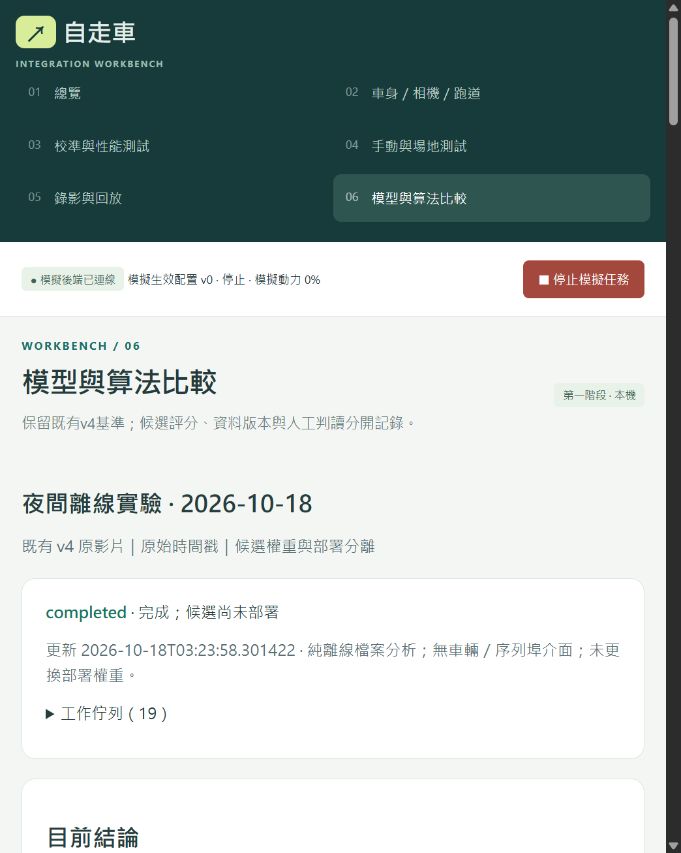 自走車
INTEGRATION WORKBENCH
01 總覽
02 車身 / 相機 / 跑道
03 校準與性能測試
04 手動與場地測試
05 錄影與回放
06 模型與算法比較
● 模擬後端已連線 模擬生效配置 v0 · 停止 · 模擬動力 0%
■ 停止模擬任務
WORKBENCH / 06
模型與算法比較
第一階段 · 本機
保留既有v4基準；候選評分、資料版本與人工判讀分開記錄。
夜間離線實驗 · 2026-10-18
既有 v4 原影片｜原始時間戳｜候選權重與部署分離
completed · 完成；候選尚未部署
更新 2026-10-18T03:23:58.301422 · 純離線檔案分析；無車輛 / 序列埠介面；未更
換部署權重。
▶ 工作佇列（19）
目前結論